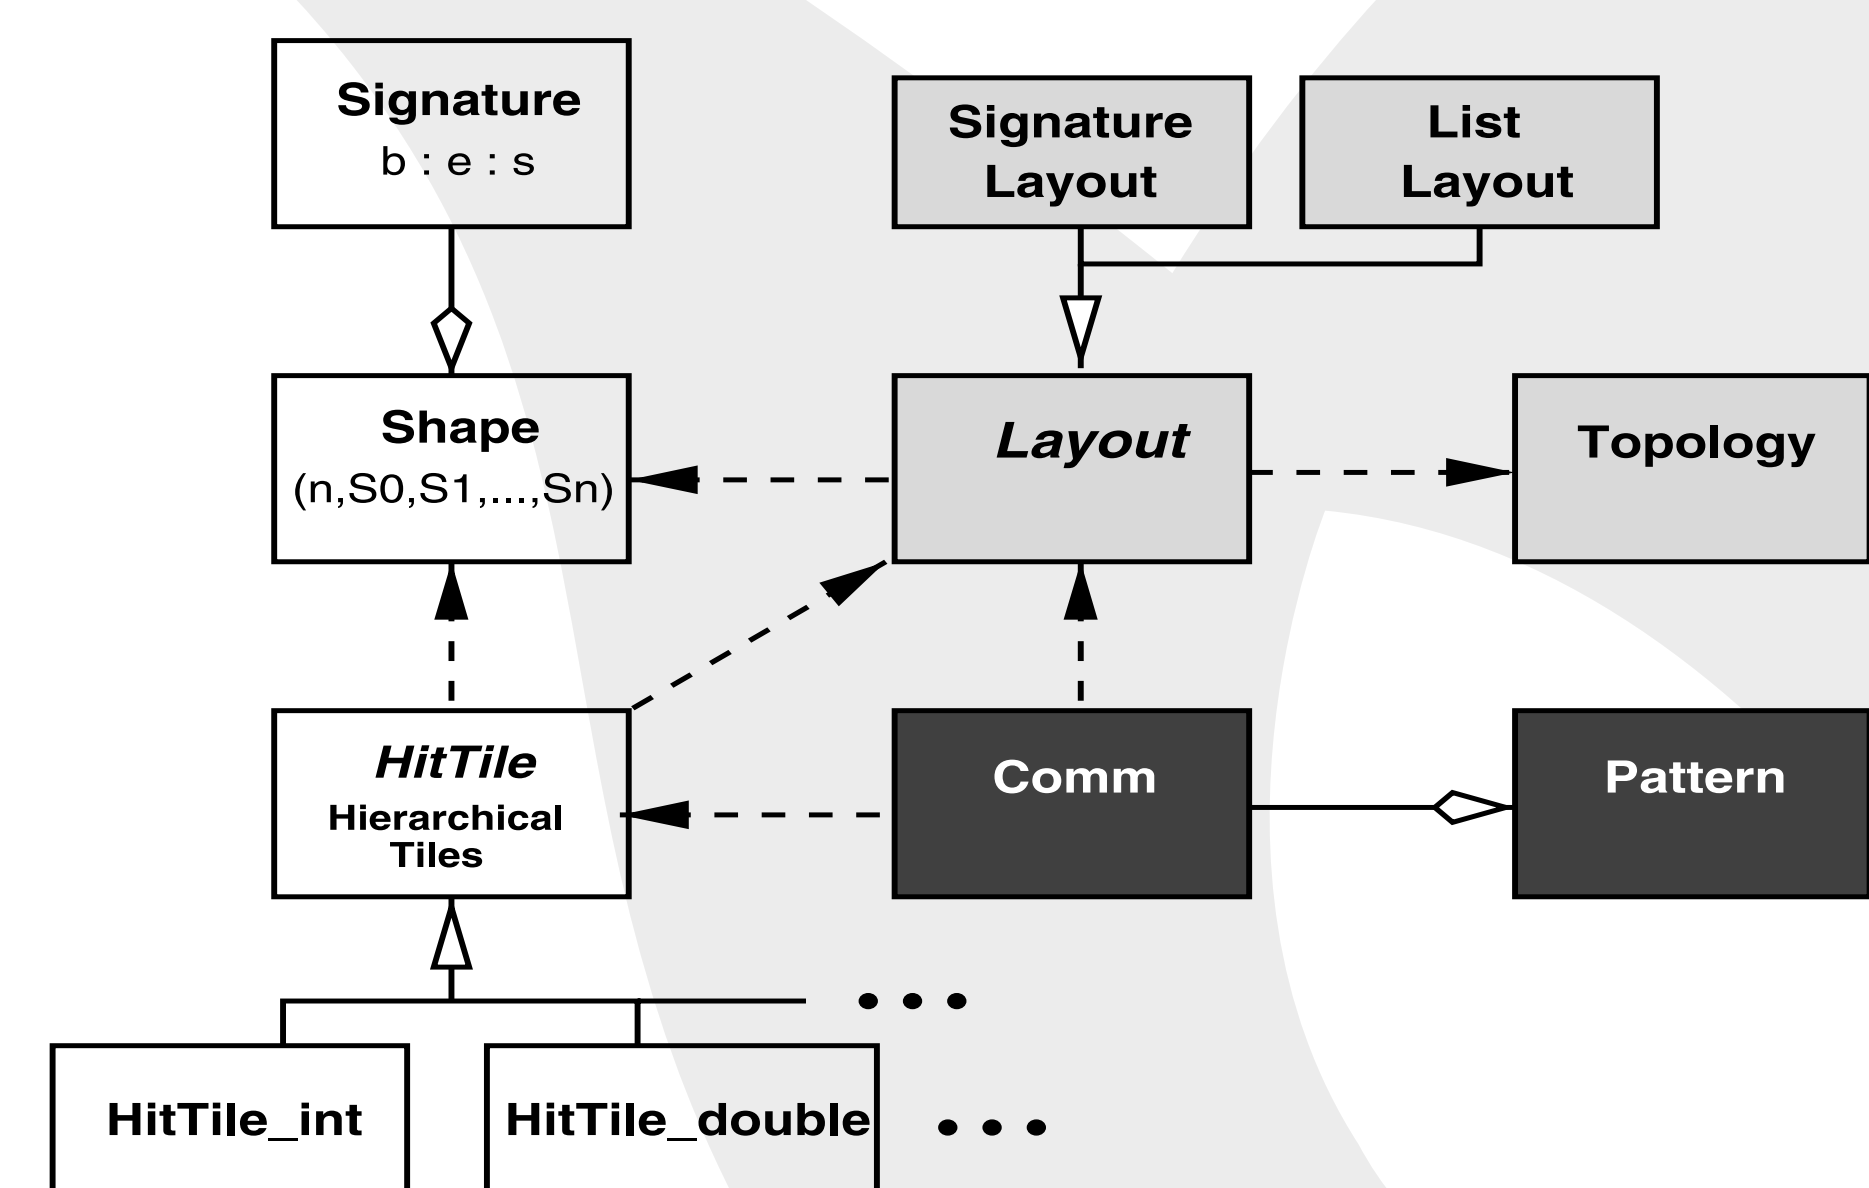 Signature
b : e : s
Signature
Layout
List
Layout
Shape
(n,S0,S1,...,Sn)
Layout
Topology
HitTile
Hierarchical
Tiles
Comm
Pattern
...
HitTile_int
HitTile_double
...